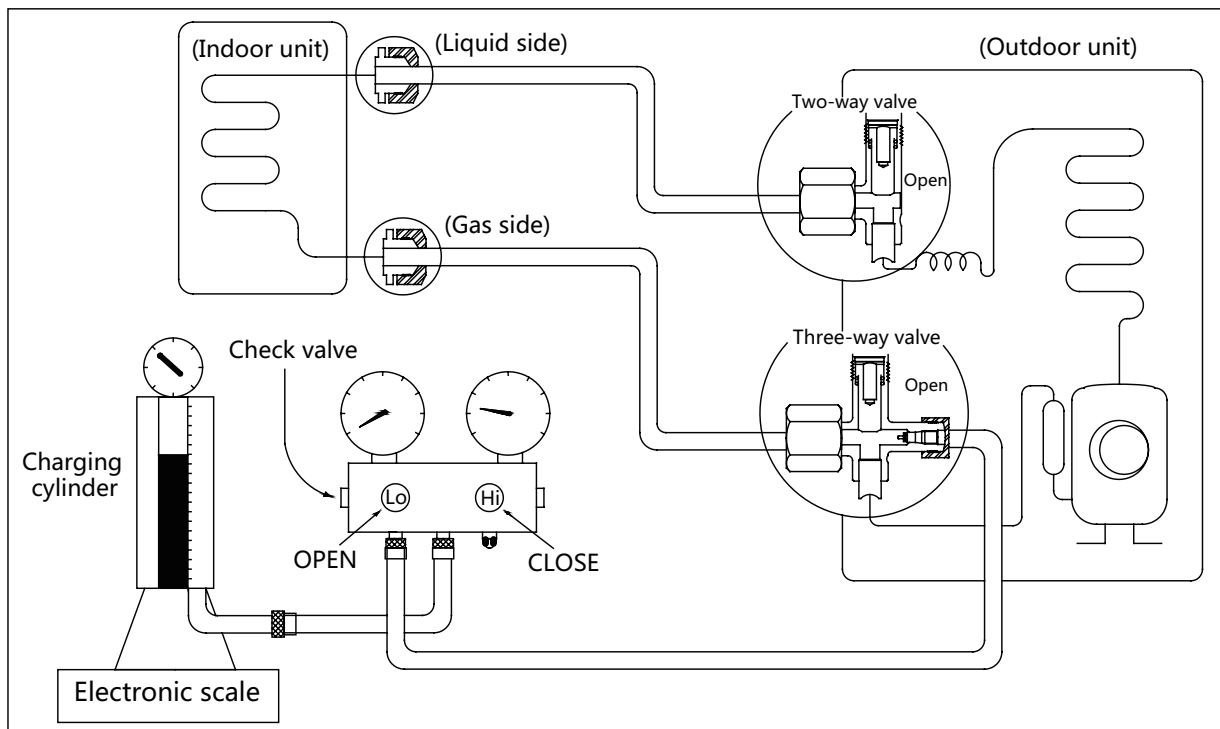 (Indoor unit)
(Liquid side)
(Outdoor unit)
Two-way valve
Open
(Gas side)
Three-way valve
Open
Check valve
Charging
cylinder
Lo
Hi
OPEN
CLOSE
Electronic scale